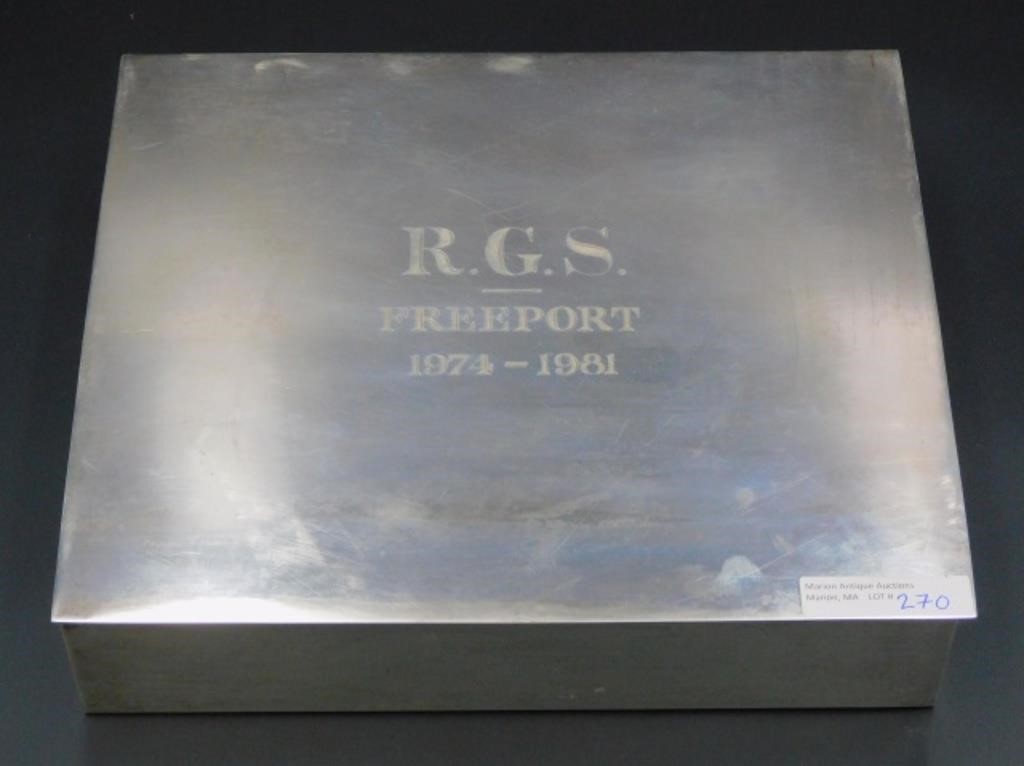 R.G.S.
FREEPORT
1974 - 1981
Marion Antique Auctions
Marion, MA LOT # 270